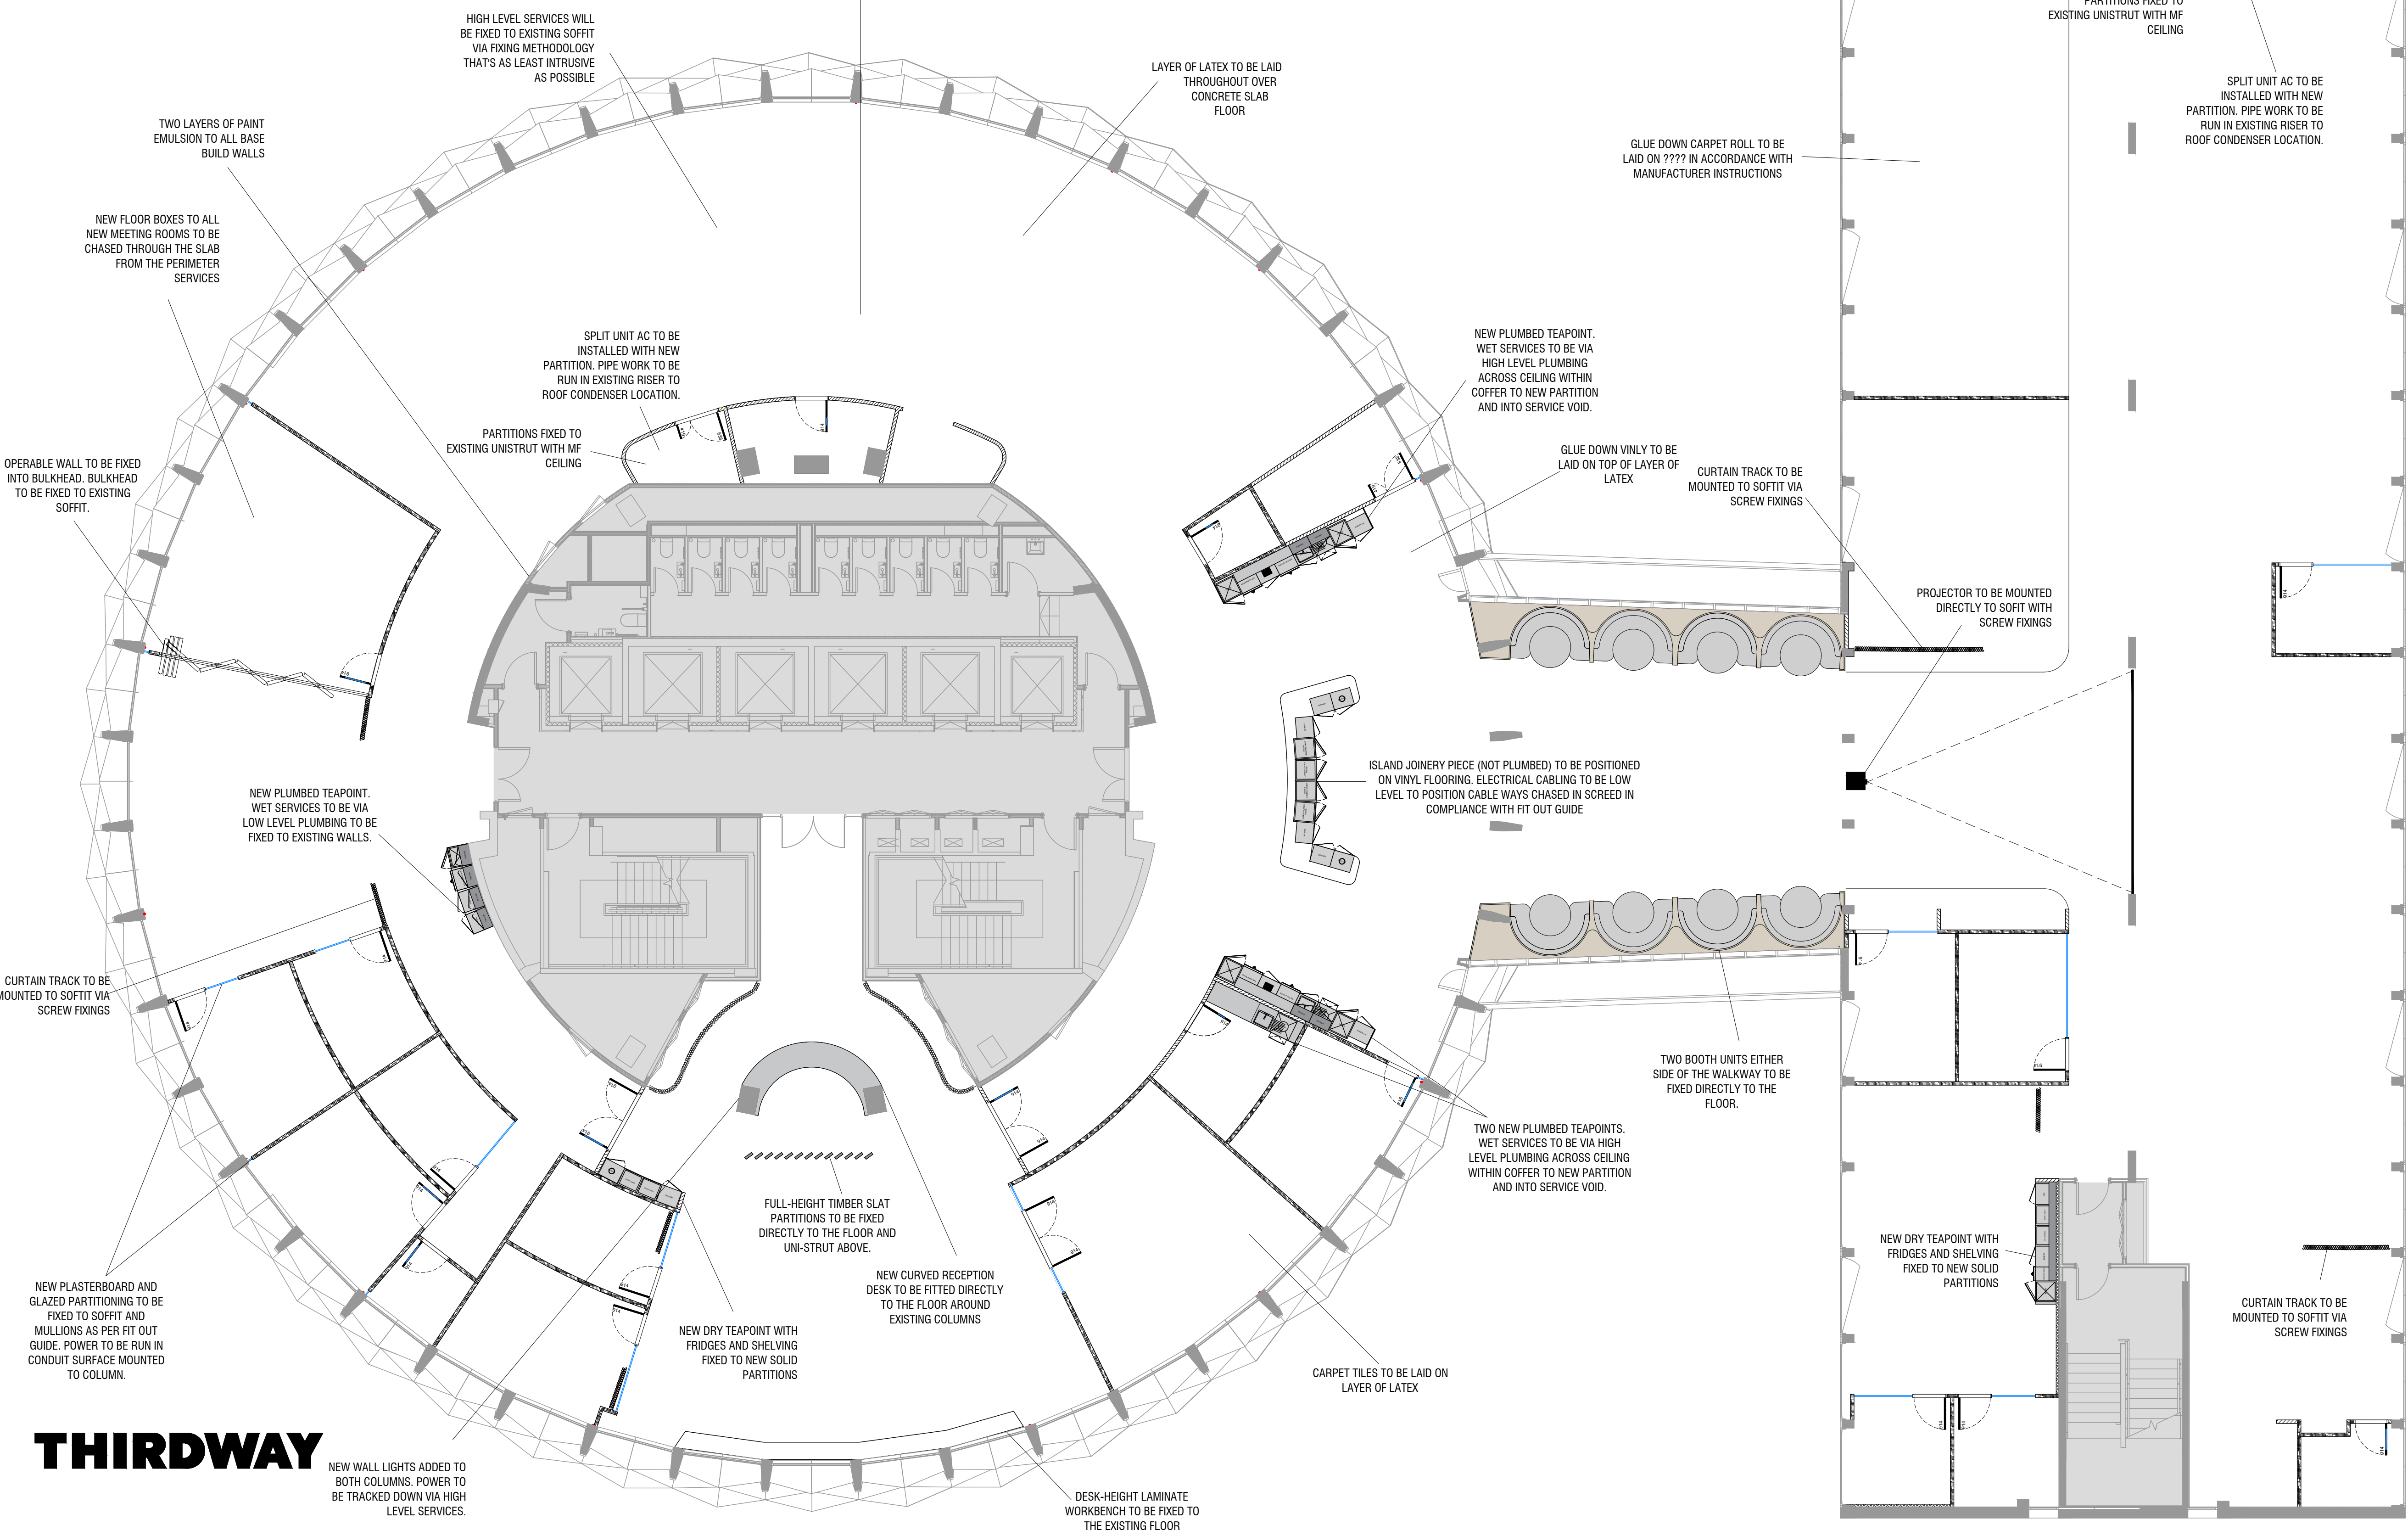 HIGH LEVEL SERVICES WILL
BE FIXED TO EXISTING SOFFIT
VIA FIXING METHODOLOGY
THAT'S AS LEAST INTRUSIVE
AS POSSIBLE
PARTITIONS FIXED TO
EXISTING UNISTRUT WITH MF
CEILING
LAYER OF LATEX TO BE LAID
THROUGHOUT OVER
CONCRETE SLAB
FLOOR
SPLIT UNIT AC TO BE
INSTALLED WITH NEW
PARTITION. PIPE WORK TO BE
RUN IN EXISTING RISER TO
ROOF CONDENSER LOCATION.
TWO LAYERS OF PAINT
EMULSION TO ALL BASE
BUILD WALLS
GLUE DOWN CARPET ROLL TO BE
LAID ON ???? IN ACCORDANCE WITH
MANUFACTURER INSTRUCTIONS
NEW FLOOR BOXES TO ALL
NEW MEETING ROOMS TO BE
CHASED THROUGH THE SLAB
FROM THE PERIMETER
SERVICES
SPLIT UNIT AC TO BE
INSTALLED WITH NEW
PARTITION. PIPE WORK TO BE
RUN IN EXISTING RISER TO
ROOF CONDENSER LOCATION.
NEW PLUMBED TEAPOINT.
WET SERVICES TO BE VIA
HIGH LEVEL PLUMBING
ACROSS CEILING WITHIN
COFFER TO NEW PARTITION
AND INTO SERVICE VOID.
PARTITIONS FIXED TO
EXISTING UNISTRUT WITH MF
CEILING
OPERABLE WALL TO BE FIXED
INTO BULKHEAD. BULKHEAD
TO BE FIXED TO EXISTING
SOFFIT.
GLUE DOWN VINLY TO BE
LAID ON TOP OF LAYER OF
LATEX
CURTAIN TRACK TO BE
MOUNTED TO SOFTIT VIA
SCREW FIXINGS
PROJECTOR TO BE MOUNTED
DIRECTLY TO SOFIT WITH
SCREW FIXINGS
ISLAND JOINERY PIECE (NOT PLUMBED) TO BE POSITIONED
ON VINYL FLOORING. ELECTRICAL CABLING TO BE LOW
LEVEL TO POSITION CABLE WAYS CHASED IN SCREED IN
COMPLIANCE WITH FIT OUT GUIDE
NEW PLUMBED TEAPOINT.
WET SERVICES TO BE VIA
LOW LEVEL PLUMBING TO BE
FIXED TO EXISTING WALLS.
CURTAIN TRACK TO BE
MOUNTED TO SOFTIT VIA
SCREW FIXINGS
TWO BOOTH UNITS EITHER
SIDE OF THE WALKWAY TO BE
FIXED DIRECTLY TO THE
FLOOR.
TWO NEW PLUMBED TEAPOINTS.
WET SERVICES TO BE VIA HIGH
LEVEL PLUMBING ACROSS CEILING
WITHIN COFFER TO NEW PARTITION
AND INTO SERVICE VOID.
FULL-HEIGHT TIMBER SLAT
PARTITIONS TO BE FIXED
DIRECTLY TO THE FLOOR AND
UNI-STRUT ABOVE.
NEW DRY TEAPOINT WITH
FRIDGES AND SHELVING
FIXED TO NEW SOLID
PARTITIONS
NEW CURVED RECEPTION
DESK TO BE FITTED DIRECTLY
TO THE FLOOR AROUND
EXISTING COLUMNS
NEW PLASTERBOARD AND
GLAZED PARTITIONING TO BE
FIXED TO SOFFIT AND
MULLIONS AS PER FIT OUT
GUIDE. POWER TO BE RUN IN
CONDUIT SURFACE MOUNTED
TO COLUMN.
CURTAIN TRACK TO BE
MOUNTED TO SOFTIT VIA
SCREW FIXINGS
NEW DRY TEAPOINT WITH
FRIDGES AND SHELVING
FIXED TO NEW SOLID
PARTITIONS
CARPET TILES TO BE LAID ON
LAYER OF LATEX
THIRDWAY
NEW WALL LIGHTS ADDED TO
BOTH COLUMNS. POWER TO
BE TRACKED DOWN VIA HIGH
LEVEL SERVICES.
DESK-HEIGHT LAMINATE
WORKBENCH TO BE FIXED TO
THE EXISTING FLOOR